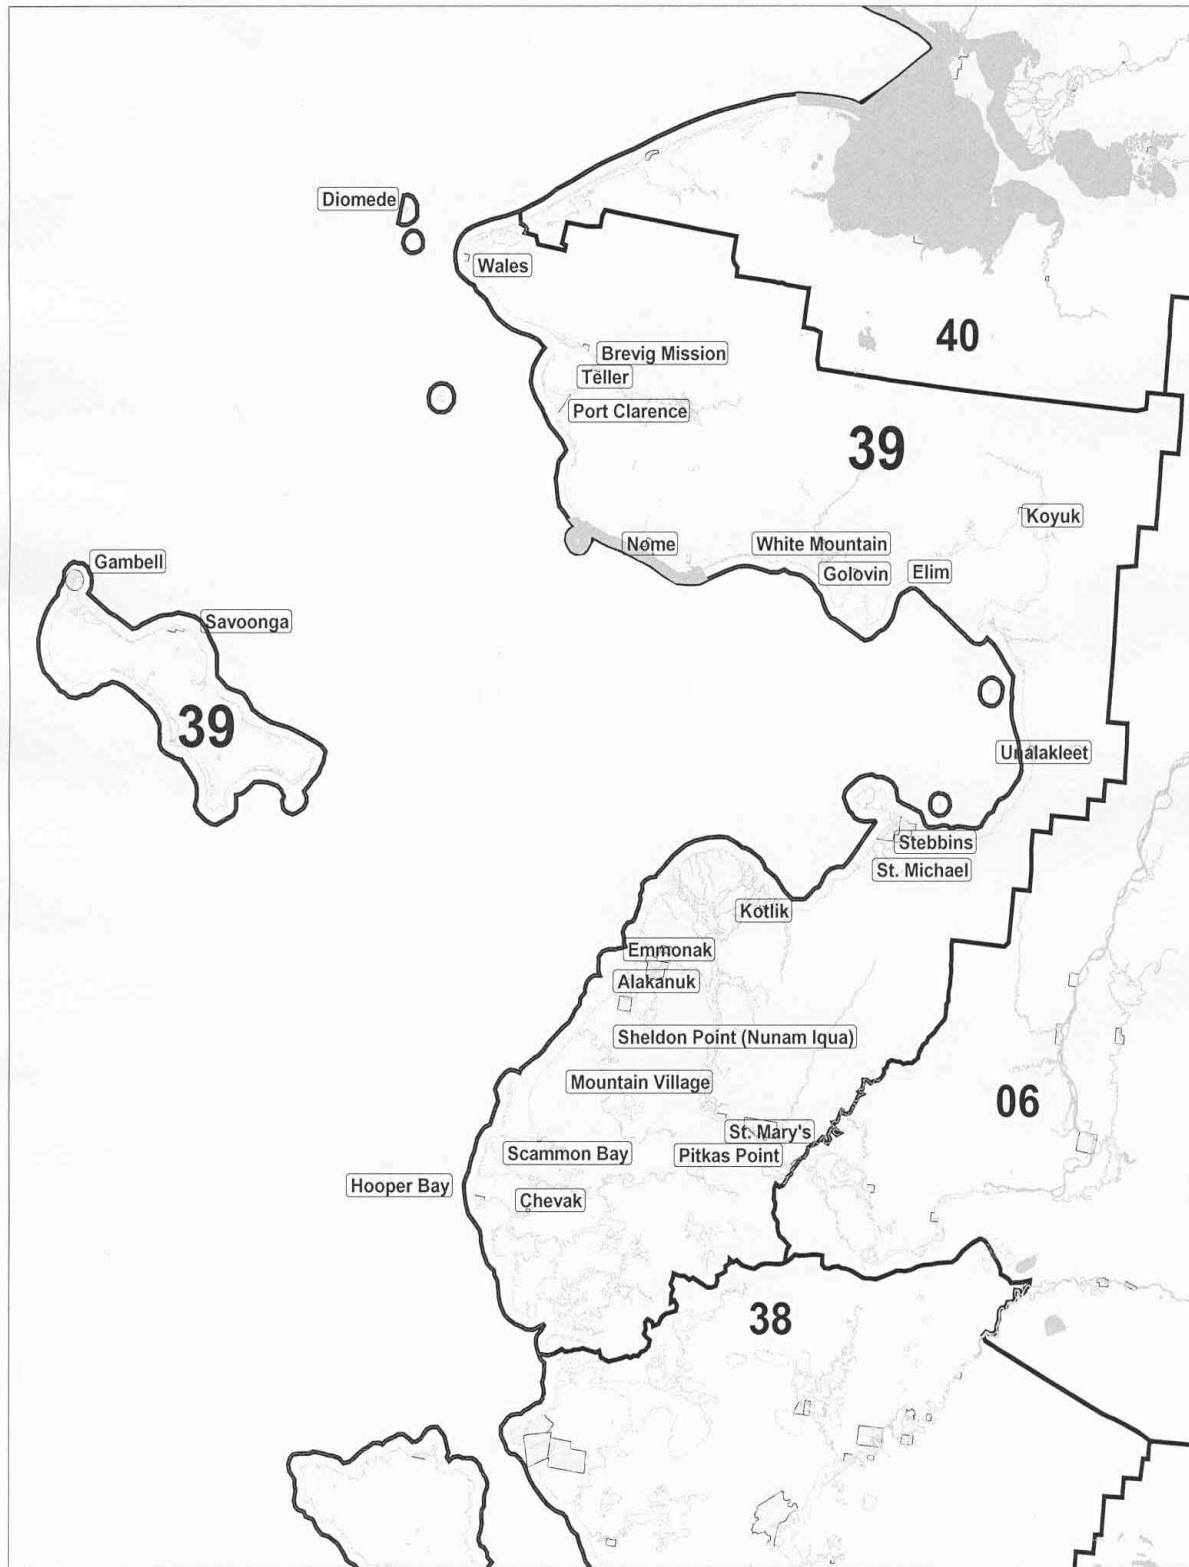 Diomede
Wales
40
Brevig Mission
Teller
Port Clarence
39
Koyuk
Nome
White Mountain
Gambell
Golovin
Elim
Savoonga
39
Unalakleet
Stebbins
St. Michael
Kotlik
Emmonak
Alakanuk
Sheldon Point (Nunam Iqua)
Mountain Village
06
St. Mary's
Scammon Bay
Pitkas Point
Hooper Bay
Chevak
38